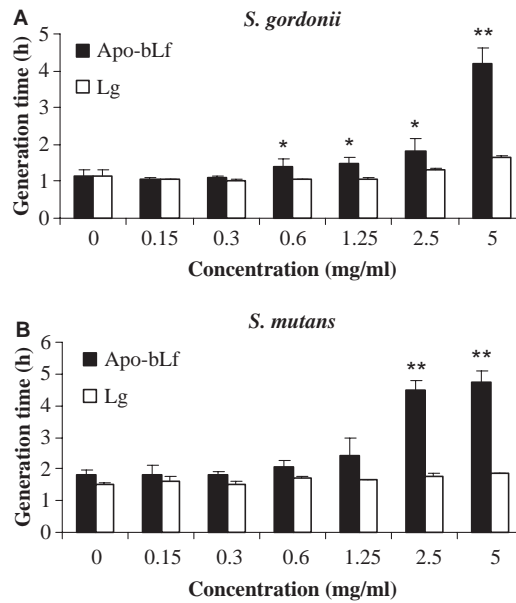 A
S. gordonii
Generation time (h)
5
4
3
2
1
0
Apo-bLf
Lg
*
*
*
**
0 0.15 0.3 0.6 1.25 2.5 5
Concentration (mg/ml)
B
S. mutans
Generation time (h)
6
5
4
3
2
1
0
Apo-bLf
Lg
**
**
0 0.15 0.3 0.6 1.25 2.5 5
Concentration (mg/ml)